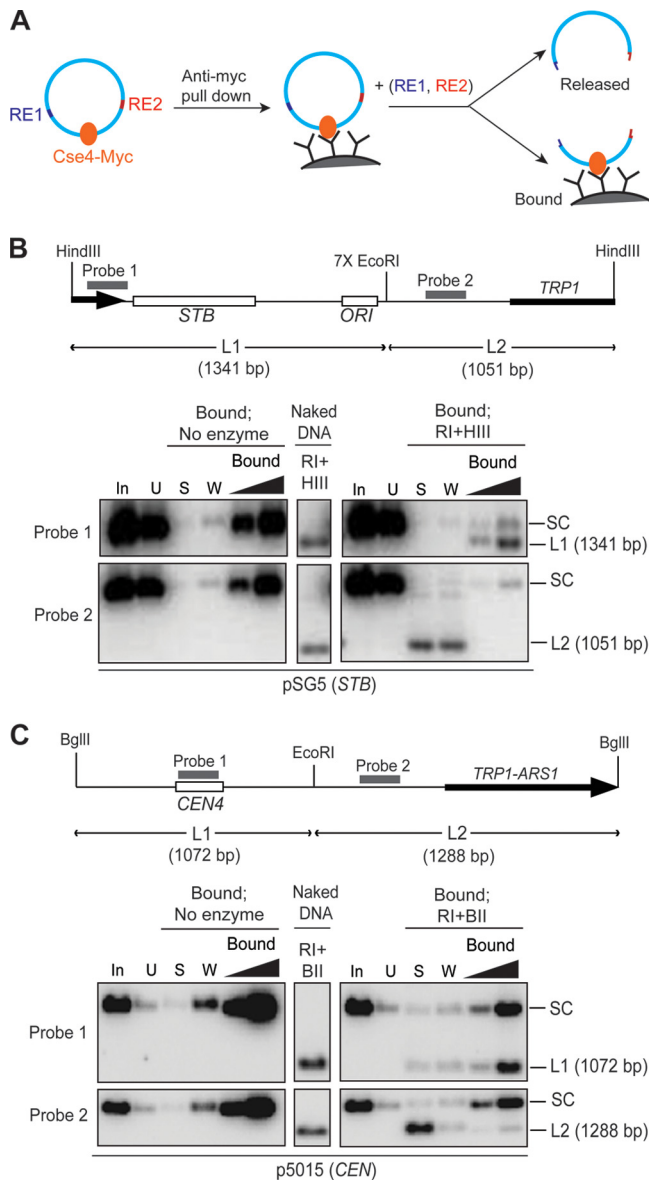 A
RE1
RE2
Cse4-Myc
Anti-myc
pull down
+ (RE1, RE2)
Released
Bound
B
HindIII
Probe 1
7X EcoRI
Probe 2
HindIII
TRP1
STB
ORI
L1
(1341 bp)
L2
(1051 bp)
Bound;
No enzyme
Naked
DNA
Bound;
RI+HIII
Bound
RI+
HIII
Bound
In U S W
In U S W
Probe 1
SC
L1 (1341 bp)
Probe 2
SC
L2 (1051 bp)
pSG5 (STB)
C
BglII
Probe 1
EcoRI
Probe 2
BglII
TRP1-ARS1
CEN4
L1
(1072 bp)
L2
(1288 bp)
Bound;
No enzyme
Naked
DNA
Bound;
RI+BII
Bound
RI+
BII
Bound
In U S W
In U S W
Probe 1
SC
L1 (1072 bp)
Probe 2
SC
L2 (1288 bp)
p5015 (CEN)